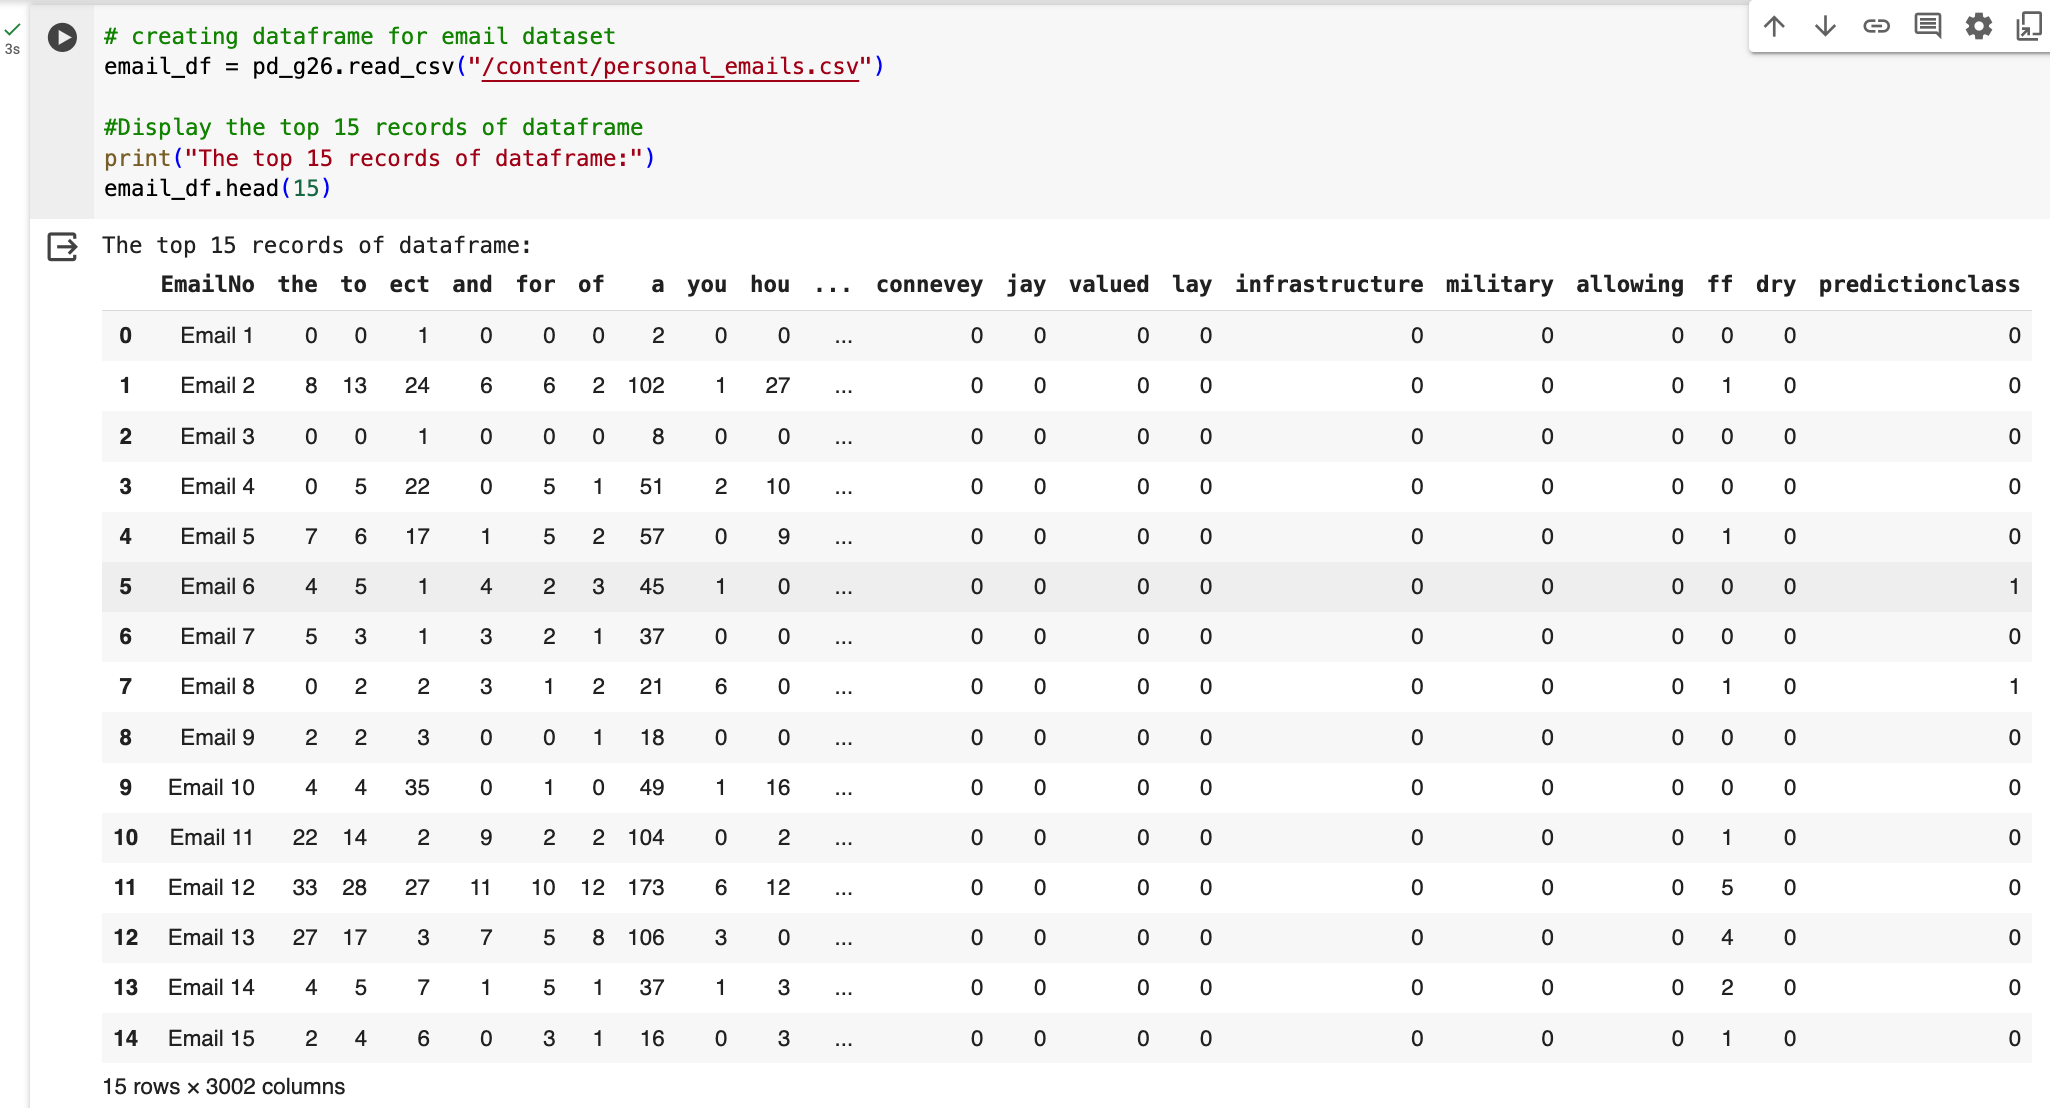 3s
# creating dataframe for email dataset
email_df = pd_g26.read_csv("/content/personal_emails.csv")
#Display the top 15 records of dataframe
print("The top 15 records of dataframe:")
email_df.head(15)
The top 15 records of dataframe:
EmailNo the to ect and for of a you hou ... connevey jay valued lay infrastructure military allowing ff dry predictionclass
0 Email 1 0 0 1 0 0 0 2 0 0 ... 0 0 0 0 0 0 0 0 0 0
1 Email 2 8 13 24 6 6 2 102 1 27 ... 0 0 0 0 0 0 0 1 0 0
2 Email 3 0 0 1 0 0 0 8 0 0 ... 0 0 0 0 0 0 0 0 0 0
3 Email 4 0 5 22 0 5 1 51 2 10 ... 0 0 0 0 0 0 0 0 0 0
4 Email 5 7 6 17 1 5 2 57 0 9 ... 0 0 0 0 0 0 0 1 0 0
5 Email 6 4 5 1 4 2 3 45 1 0 ... 0 0 0 0 0 0 0 0 0 1
6 Email 7 5 3 1 3 2 1 37 0 0 ... 0 0 0 0 0 0 0 0 0 0
7 Email 8 0 2 2 3 1 2 21 6 0 ... 0 0 0 0 0 0 0 1 0 1
8 Email 9 2 2 3 0 0 1 18 0 0 ... 0 0 0 0 0 0 0 0 0 0
9 Email 10 4 4 35 0 1 0 49 1 16 ... 0 0 0 0 0 0 0 0 0 0
10 Email 11 22 14 2 9 2 2 104 0 2 ... 0 0 0 0 0 0 0 1 0 0
11 Email 12 33 28 27 11 10 12 173 6 12 ... 0 0 0 0 0 0 0 5 0 0
12 Email 13 27 17 3 7 5 8 106 3 0 ... 0 0 0 0 0 0 0 4 0 0
13 Email 14 4 5 7 1 5 1 37 1 3 ... 0 0 0 0 0 0 0 2 0 0
14 Email 15 2 4 6 0 3 1 16 0 3 ... 0 0 0 0 0 0 0 1 0 0
15 rows × 3002 columns